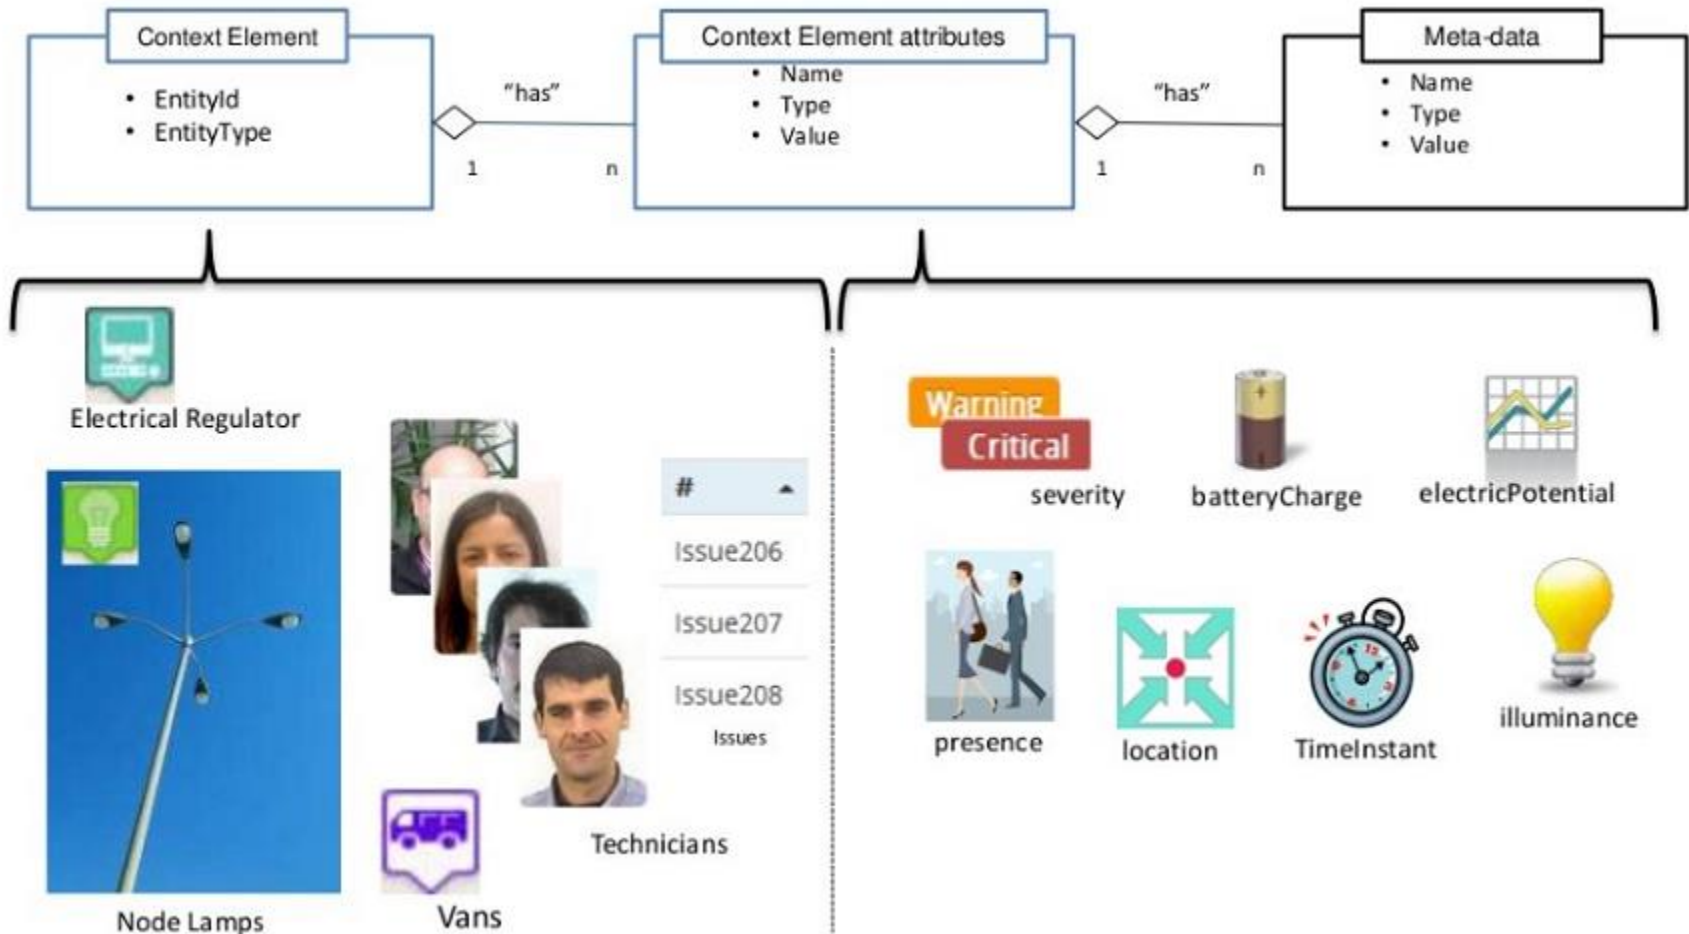 Context Element
• EntityId
• EntityType
"has"
1
n
Context Element attributes
• Name
• Type
• Value
"has"
1
n
Meta-data
• Name
• Type
• Value
Electrical Regulator
Node Lamps
#
Issue206
Issue207
Issue208
Issues
Technicians
Vans
Warning
Critical
severity
batteryCharge
electricPotential
presence
location
TimeInstant
illuminance